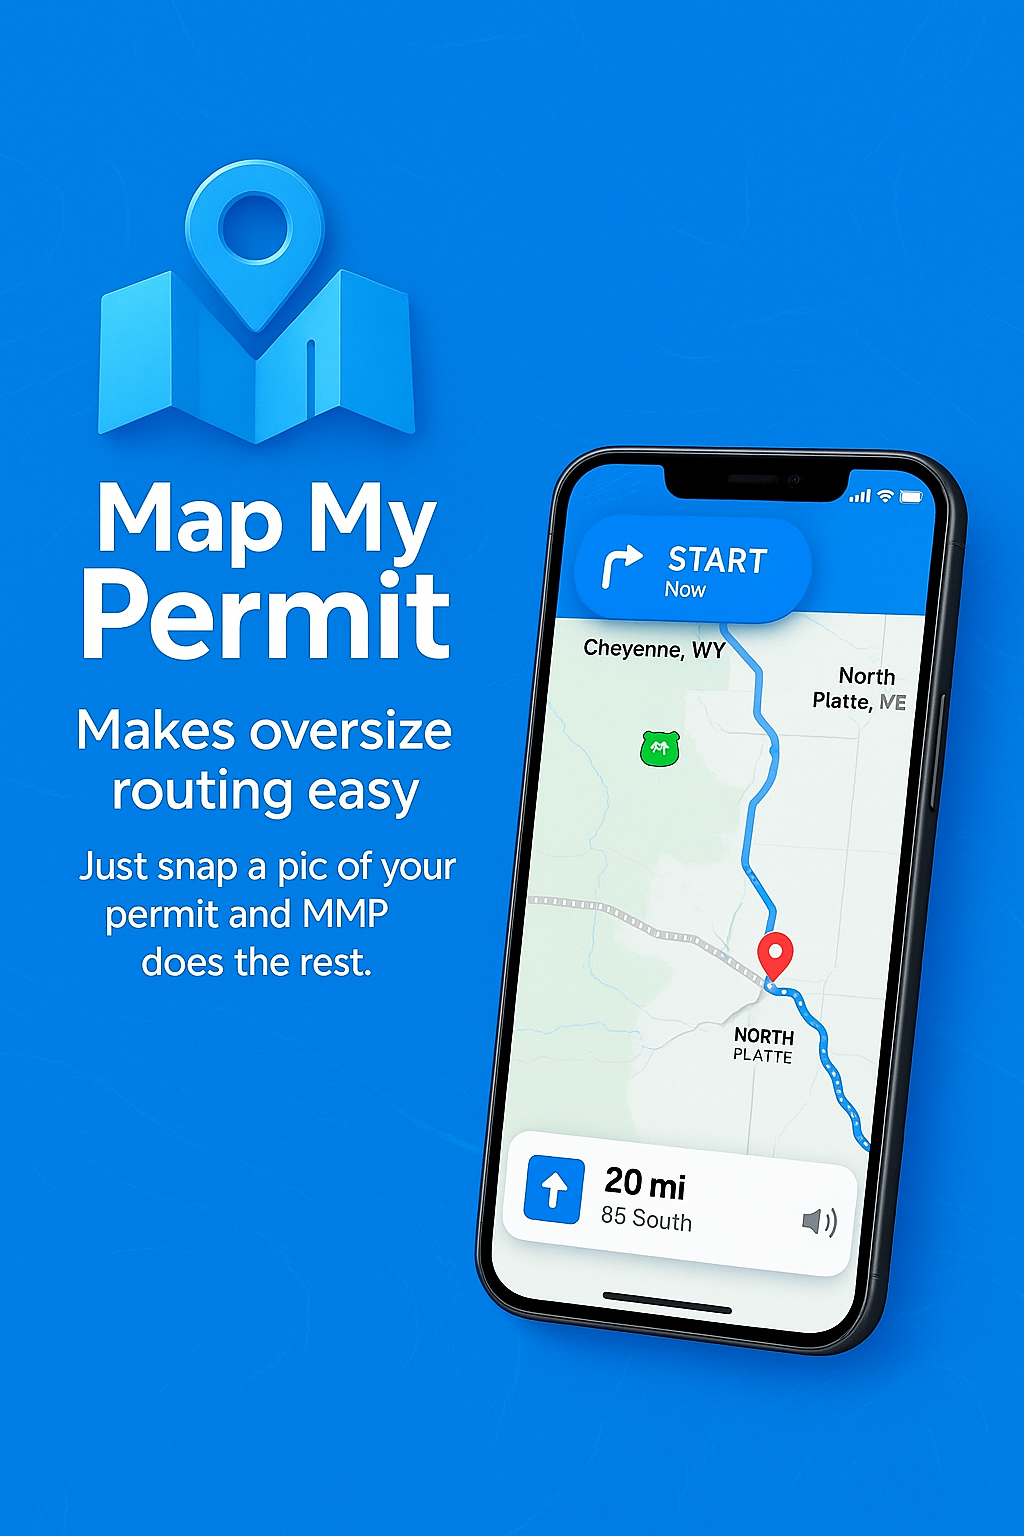 Map My
Permit
Makes oversize
routing easy
Just snap a pic of your
permit and MMP
does the rest.
START
Now
Cheyenne, WY
North
Platte,
NORTH
PLATTE
20 mi
85 South